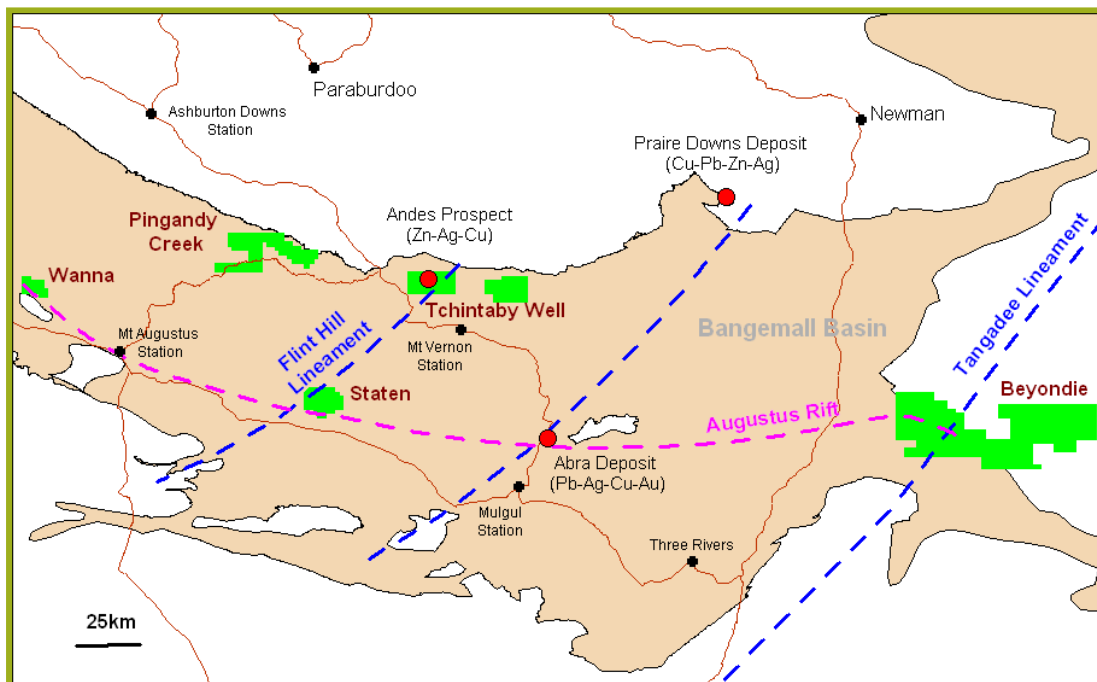 Paraburdoo
Ashburton Downs
Station
Newman
Praire Downs Deposit
(Cu-Pb-Zn-Ag)
Pingandy
Creek
Andes Prospect
(Zn-Ag-Cu)
Wanna
Tchintaby Well
Mt Augustus
Station
Flint Hill
Lineament
Mt Vernon
Station
Bangemall Basin
Tangadee Lineament
Staten
Beyondie
Augustus Rift
Abra Deposit
(Pb-Ag-Cu-Au)
Mulgul
Station
Three Rivers
25km